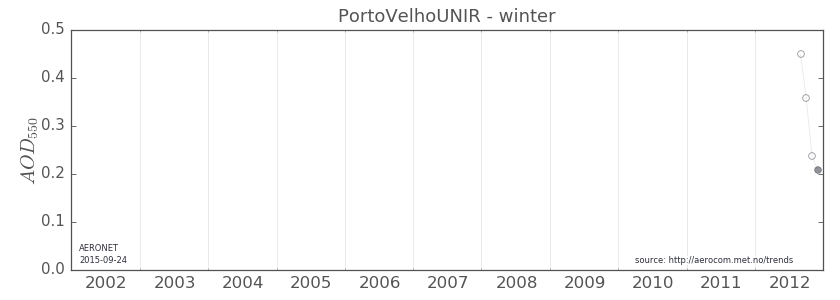 PortoVelhoUNIR - winter
0.5
0.4
0.3
0.2
0.1
0.0
AOD550
AERONET
2015-09-24
source: http://aerocom.met.no/trends
2002 2003 2004 2005 2006 2007 2008 2009 2010 2011 2012